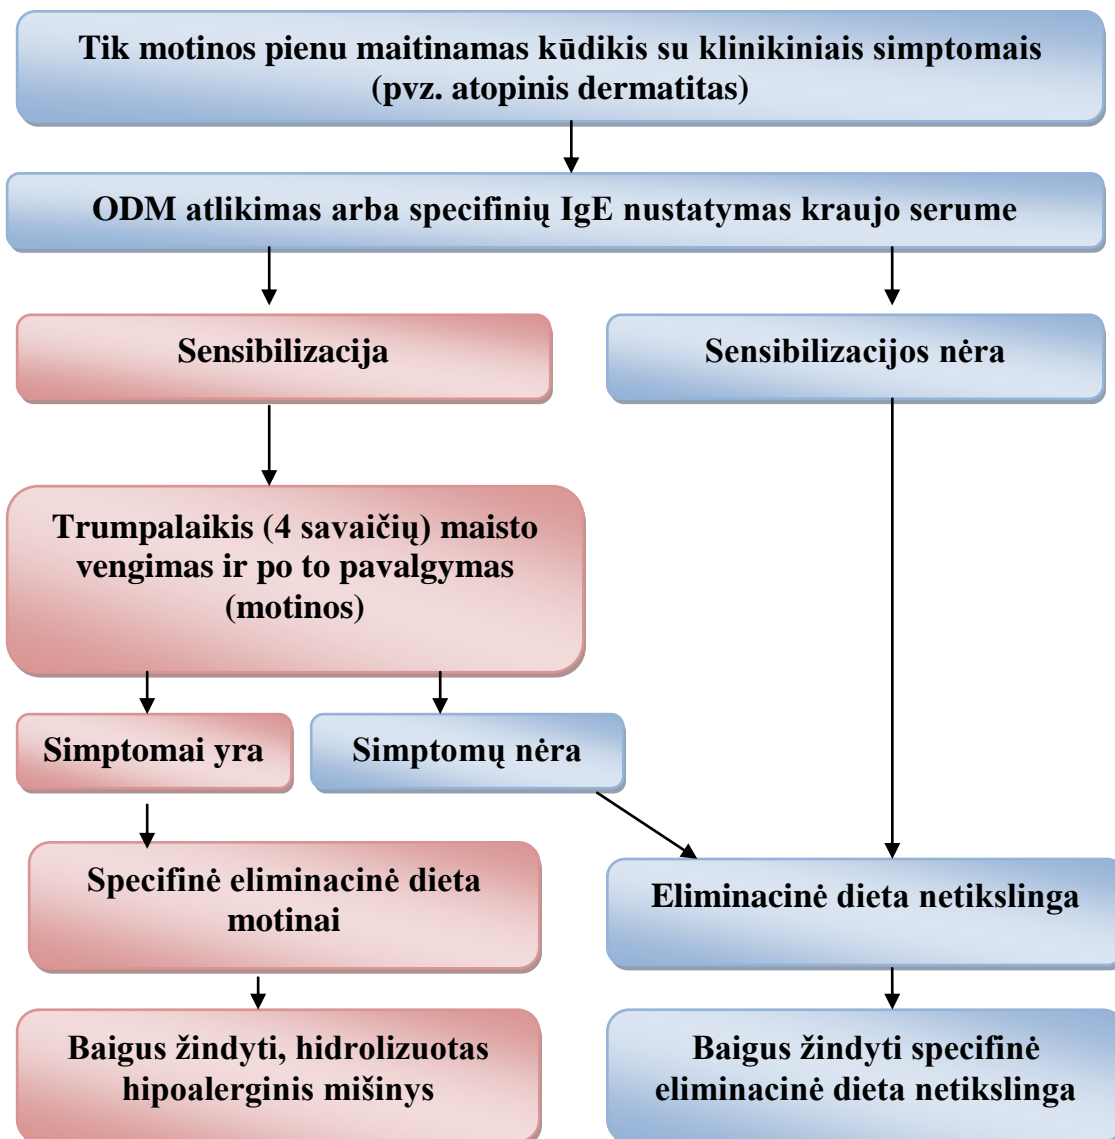 Tik motinos pienu maitinamas kūdikis su klinikiniais simptomais
(pvz. atopinis dermatitas)
ODM atlikimas arba specifinių IgE nustatymas kraujo serume
Sensibilizacija
Sensibilizacijos nėra
Trumpalaikis (4 savaičių) maisto
vengimas ir po to pavalgymas
(motinos)
Simptomai yra
Simptomų nėra
Specifinė eliminacinė dieta
motinai
Eliminacinė dieta netikslinga
Baigus žindyti, hidrolizuotas
hipoalerginis mišinys
Baigus žindyti specifinė
eliminacinė dieta netikslinga